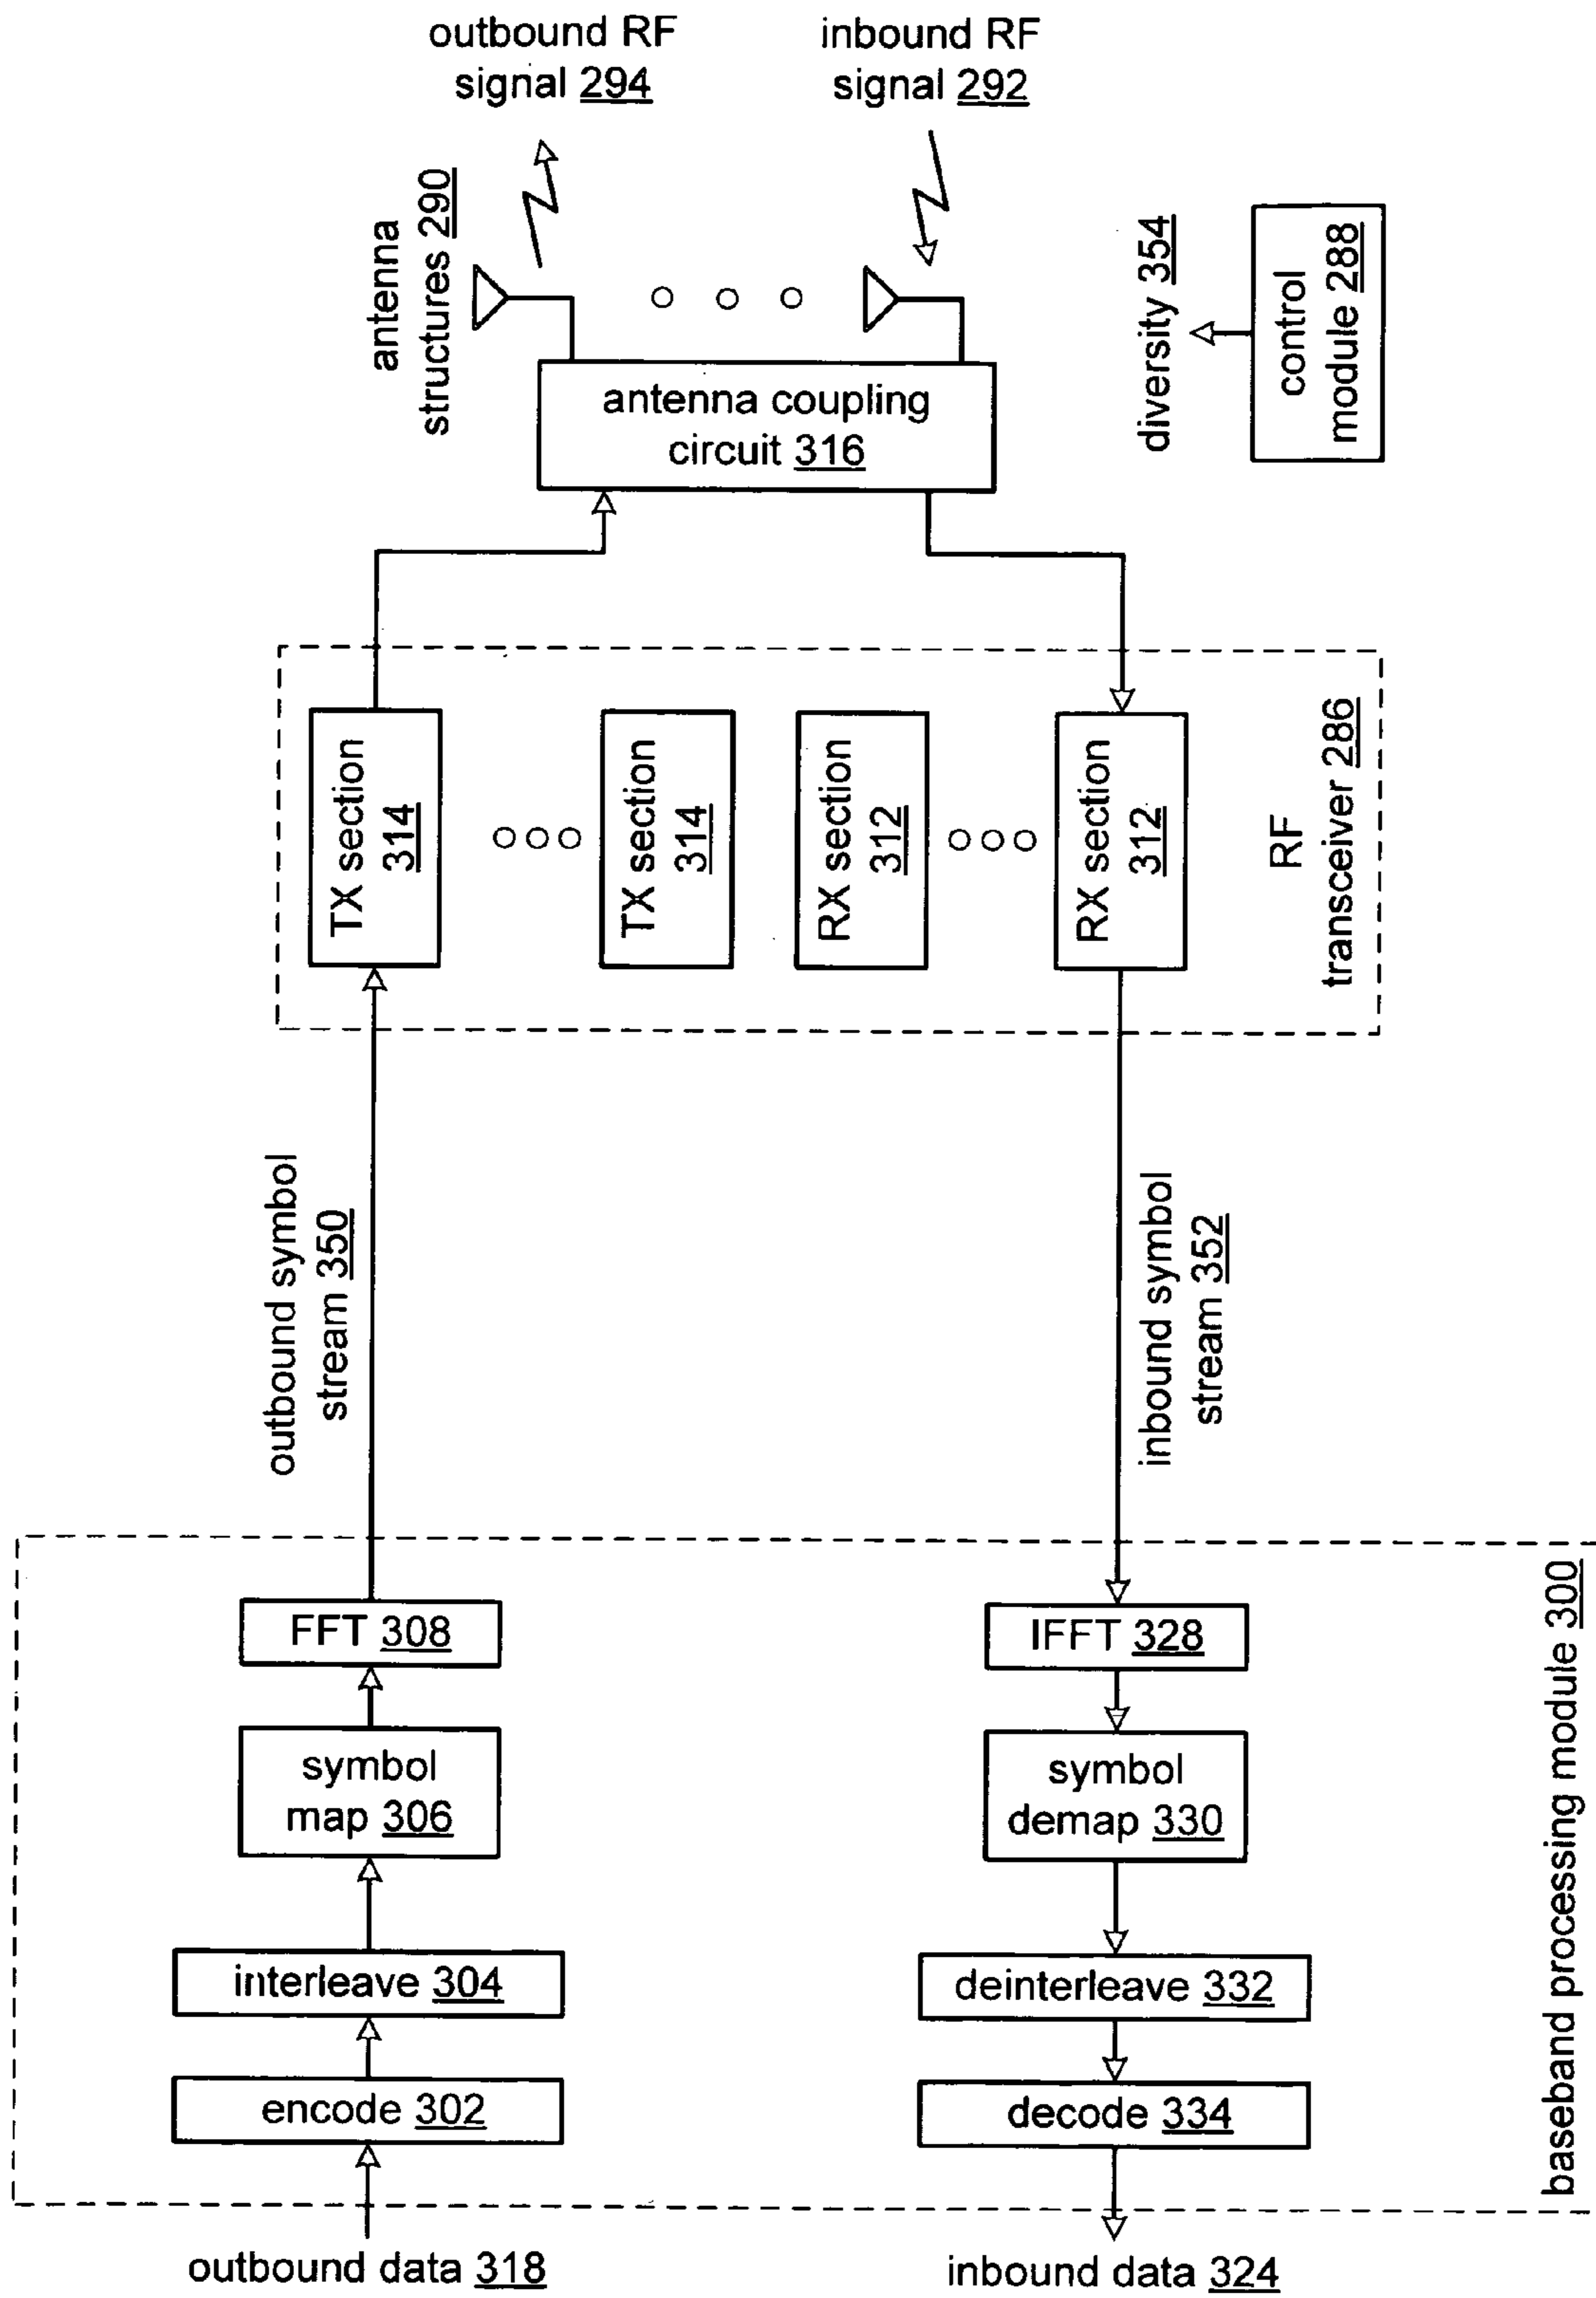 outbound RF
signal 294
inbound RF
signal 292
antenna
structures 290
diversity 354
control
module 288
antenna coupling
circuit 316
TX section
314
TX section
314
RX section
312
RX section
312
RF
transceiver 286
outbound symbol
stream 350
inbound symbol
stream 352
FFT 308
IFFT 328
symbol
map 306
symbol
demap 330
interleave 304
deinterleave 332
encode 302
decode 334
baseband processing module 300
outbound data 318
inbound data 324